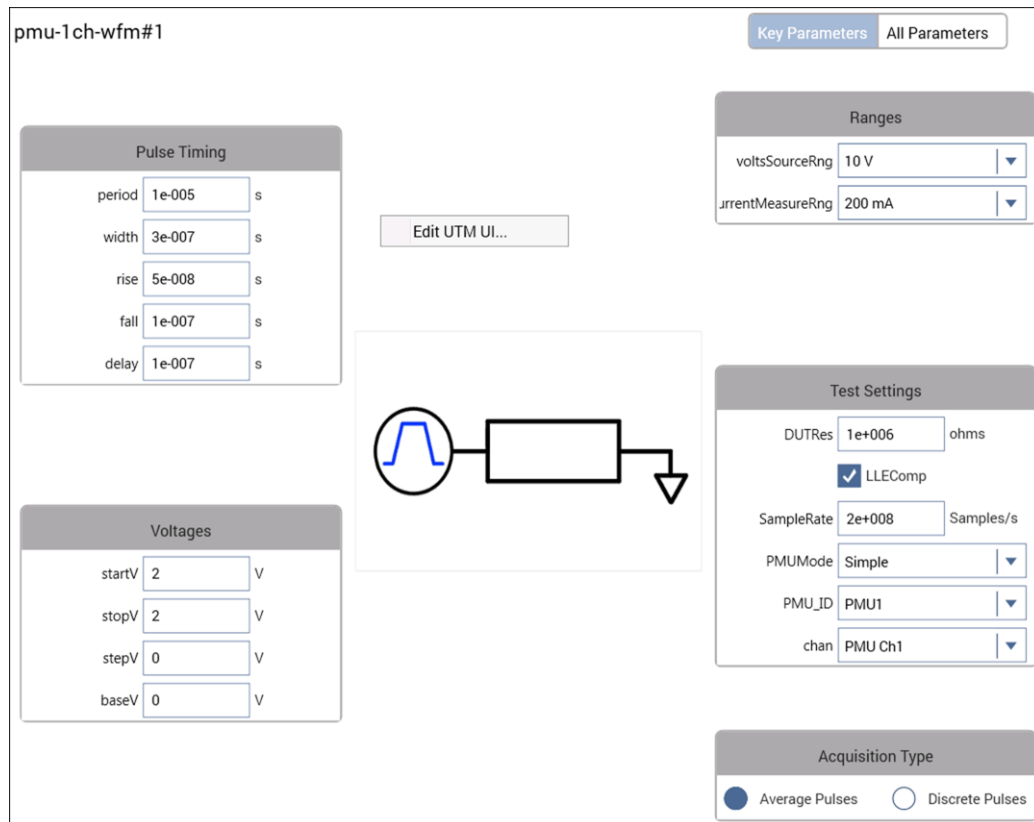 pmu-1ch-wfm#1
Key Parameters All Parameters
Pulse Timing
period 1e-005 s
width 3e-007 s
rise 5e-008 s
fall 1e-007 s
delay 1e-007 s
Voltages
startV 2 V
stopV 2 V
stepV 0 V
baseV 0 V
Edit UTM UI...
Ranges
voltsSourceRng 10 V
urrentMeasureRng 200 mA
Test Settings
DUTRes 1e+006 ohms
LLEComp
SampleRate 2e+008 Samples/s
PMUMode Simple
PMU_ID PMU1
chan PMU Ch1
Acquisition Type
Average Pulses Discrete Pulses